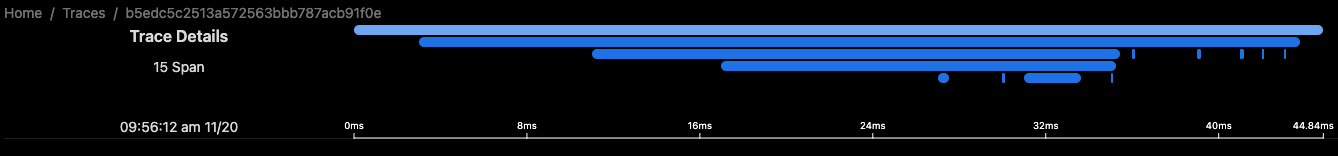 Home / Traces / b5edc5c2513a572563bbb787acb91f0e
Trace Details
15 Span
09:56:12 am 11/20
0ms 8ms 16ms 24ms 32ms 40ms 44.84ms